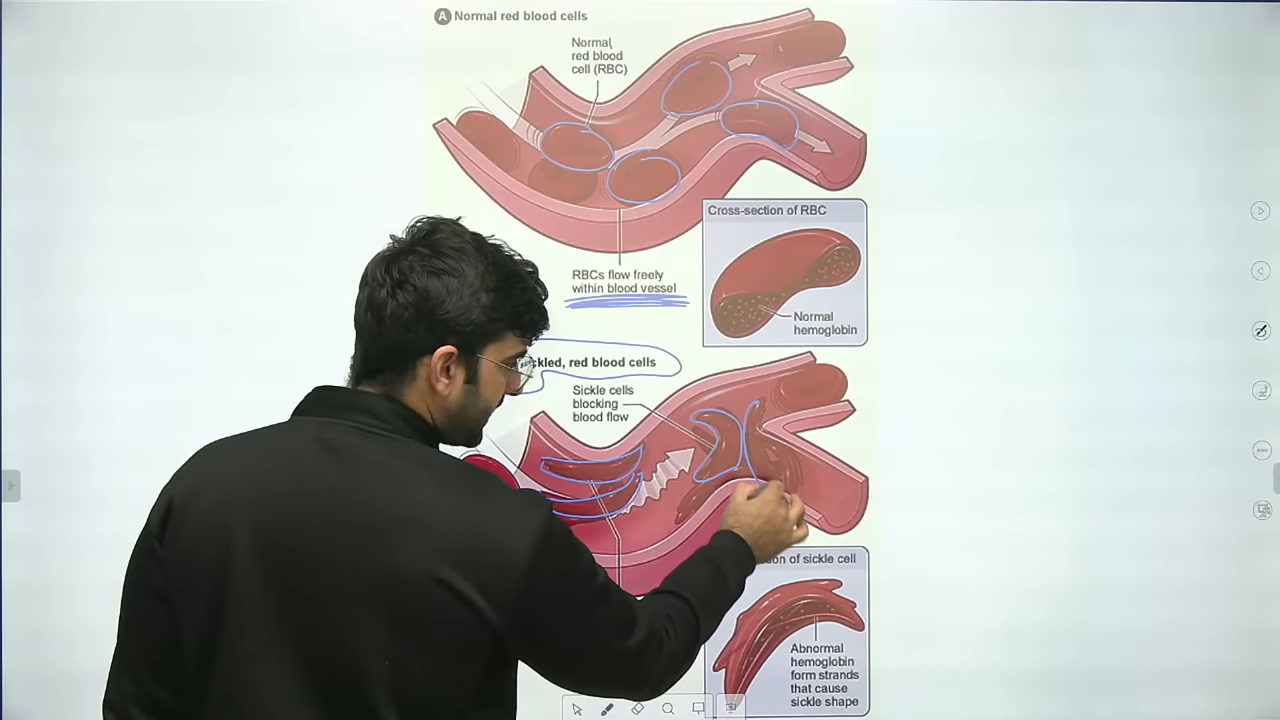 A Normal red blood cells
Normal
red blood
cell (RBC)
Cross-section of RBC
RBCs flow freely
within blood vessel
Normal
hemoglobin
ckled, red blood cells
Sickle cells
blocking
blood flow
of sickle cell
Abnormal
hemoglobin
form strands
that cause
sickle shape